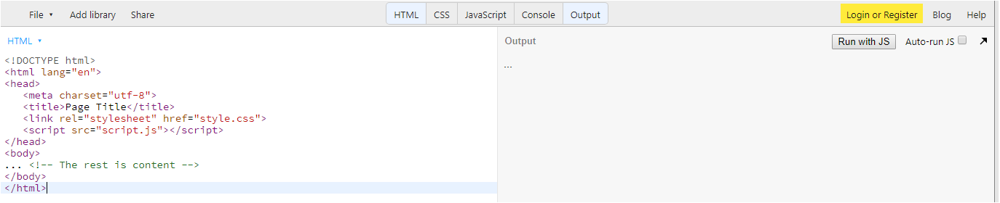 File ▾ Add library Share HTML CSS JavaScript Console Output Login or Register Blog Help
HTML ▾
<!DOCTYPE html>
<html lang="en">
<head>
   <meta charset="utf-8">
   <title>Page Title</title>
   <link rel="stylesheet" href="style.css">
   <script src="script.js"></script>
</head>
<body>
... <!-- The rest is content -->
</body>
</html>
Output Run with JS Auto-run JS
...